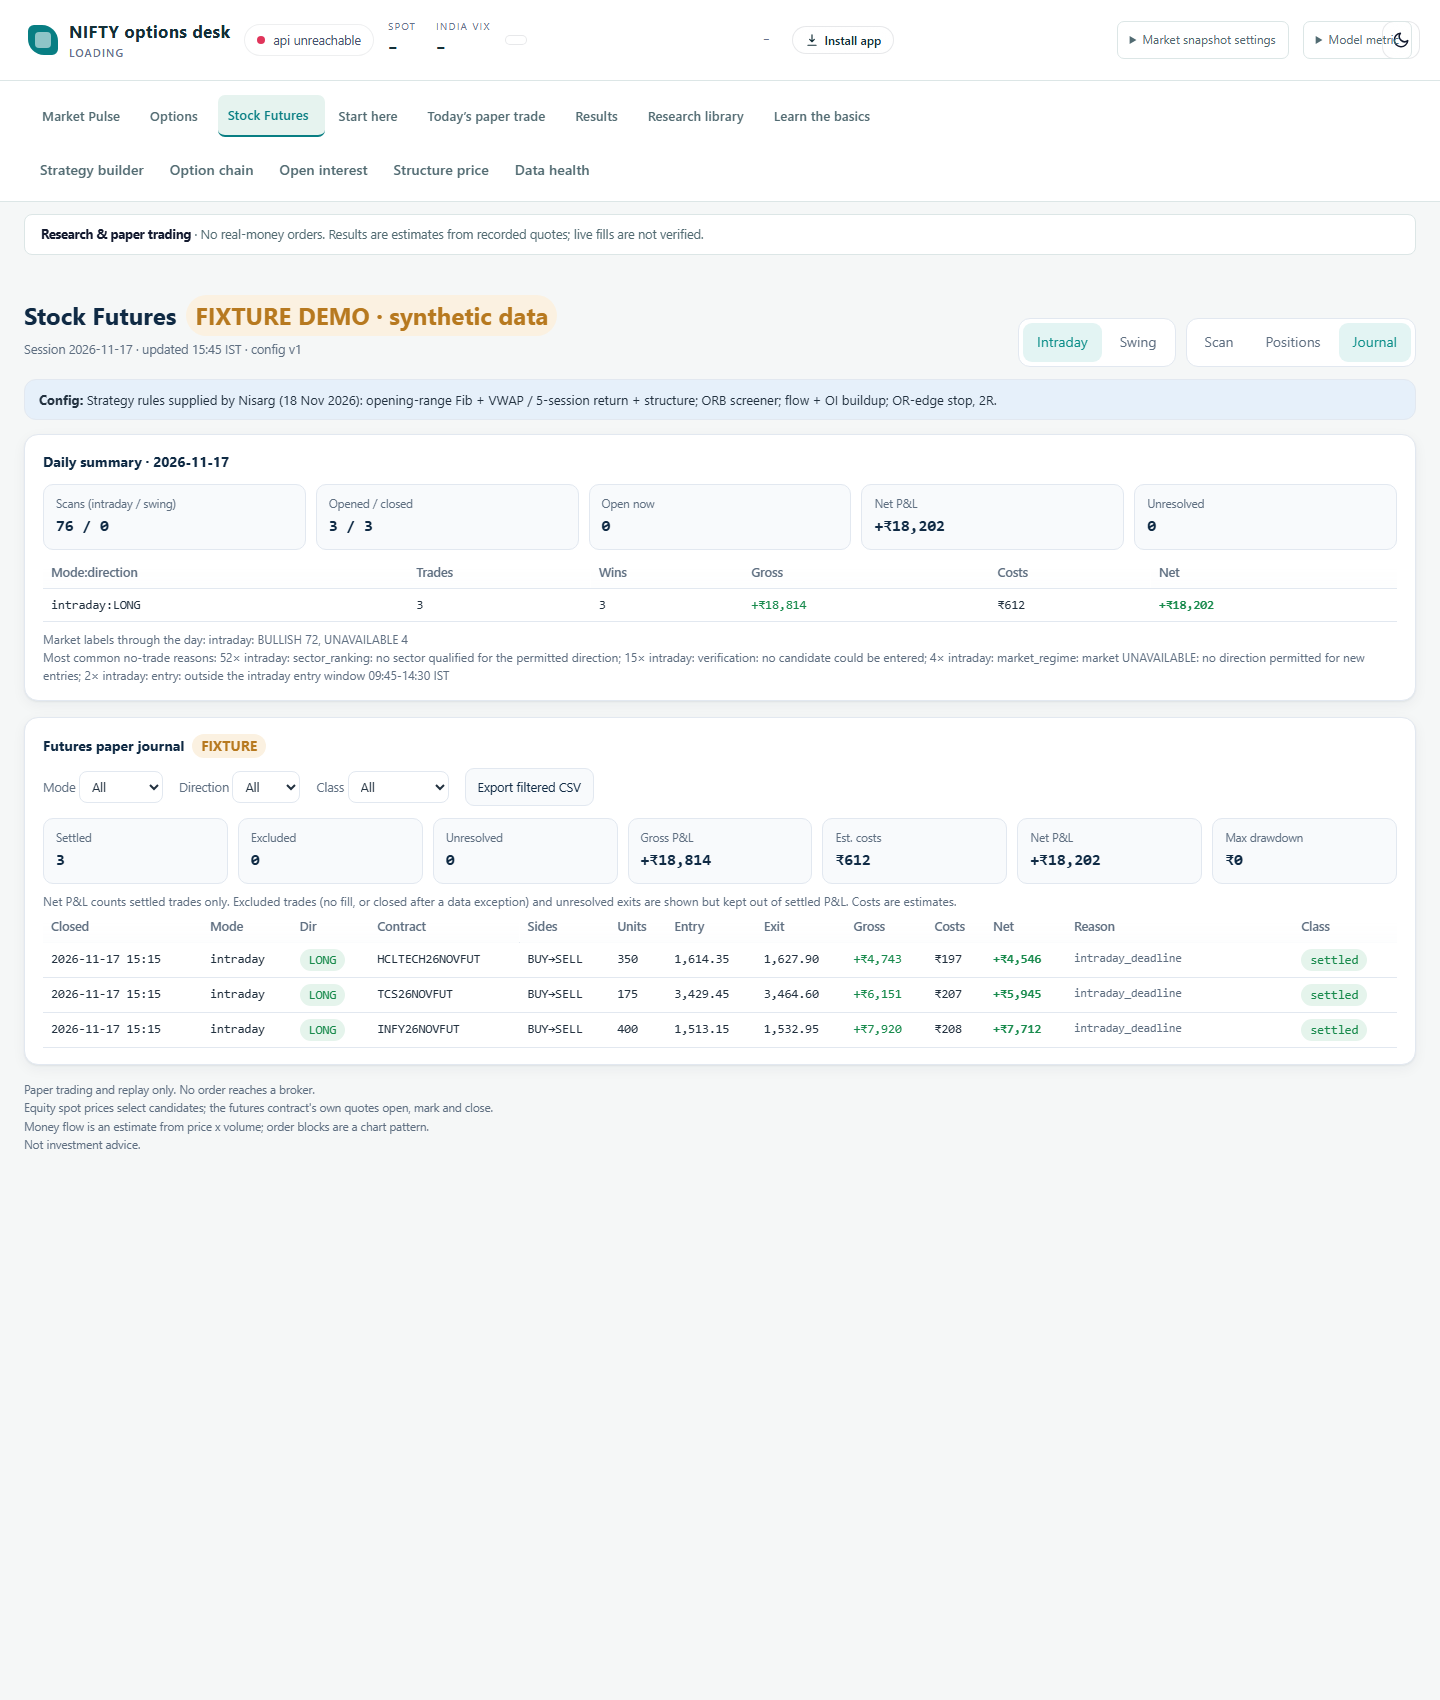 NIFTY options desk
LOADING
api unreachable
SPOT
–
INDIA VIX
–
–
Install app
Market snapshot settings
Market Pulse
Options
Stock Futures
Start here
Today's paper trade
Results
Research library
Learn the basics
Strategy builder
Option chain
Open interest
Structure price
Data health
Research & paper trading · No real-money orders. Results are estimates from recorded quotes; live fills are not verified.
Stock Futures FIXTURE DEMO · synthetic data
Session 2026-11-17 · updated 15:45 IST · config v1
Intraday
Swing
Scan
Positions
Journal
Config: Strategy rules supplied by Nisarg (18 Nov 2026): opening-range Fib + VWAP / 5-session return + structure; ORB screener; flow + OI buildup; OR-edge stop, 2R.
Daily summary · 2026-11-17
Scans (intraday / swing)
76 / 0
Opened / closed
3 / 3
Open now
0
Net P&L
+₹18,202
Unresolved
0
Mode:direction Trades Wins Gross Costs Net
intraday:LONG 3 3 +₹18,814 ₹612 +₹18,202
Market labels through the day: intraday: BULLISH 72, UNAVAILABLE 4
Most common no-trade reasons: 52× intraday: sector_ranking: no sector qualified for the permitted direction; 15× intraday: verification: no candidate could be entered; 4× intraday: market_regime: market UNAVAILABLE: no direction permitted for new
entries; 2× intraday: entry: outside the intraday entry window 09:45-14:30 IST
Futures paper journal FIXTURE
Mode All Direction All Class All Export filtered CSV
Settled
3
Excluded
0
Unresolved
0
Gross P&L
+₹18,814
Est. costs
₹612
Net P&L
+₹18,202
Max drawdown
₹0
Net P&L counts settled trades only. Excluded trades (no fill, or closed after a data exception) and unresolved exits are shown but kept out of settled P&L. Costs are estimates.
Closed Mode Dir Contract Sides Units Entry Exit Gross Costs Net Reason Class
2026-11-17 15:15 intraday LONG HCLTECH26NOVFUT BUY→SELL 350 1,614.35 1,627.90 +₹4,743 ₹197 +₹4,546 intraday_deadline settled
2026-11-17 15:15 intraday LONG TCS26NOVFUT BUY→SELL 175 3,429.45 3,464.60 +₹6,151 ₹207 +₹5,945 intraday_deadline settled
2026-11-17 15:15 intraday LONG INFY26NOVFUT BUY→SELL 400 1,513.15 1,532.95 +₹7,920 ₹208 +₹7,712 intraday_deadline settled
Paper trading and replay only. No order reaches a broker.
Equity spot prices select candidates; the futures contract's own quotes open, mark and close.
Money flow is an estimate from price x volume; order blocks are a chart pattern.
Not investment advice.